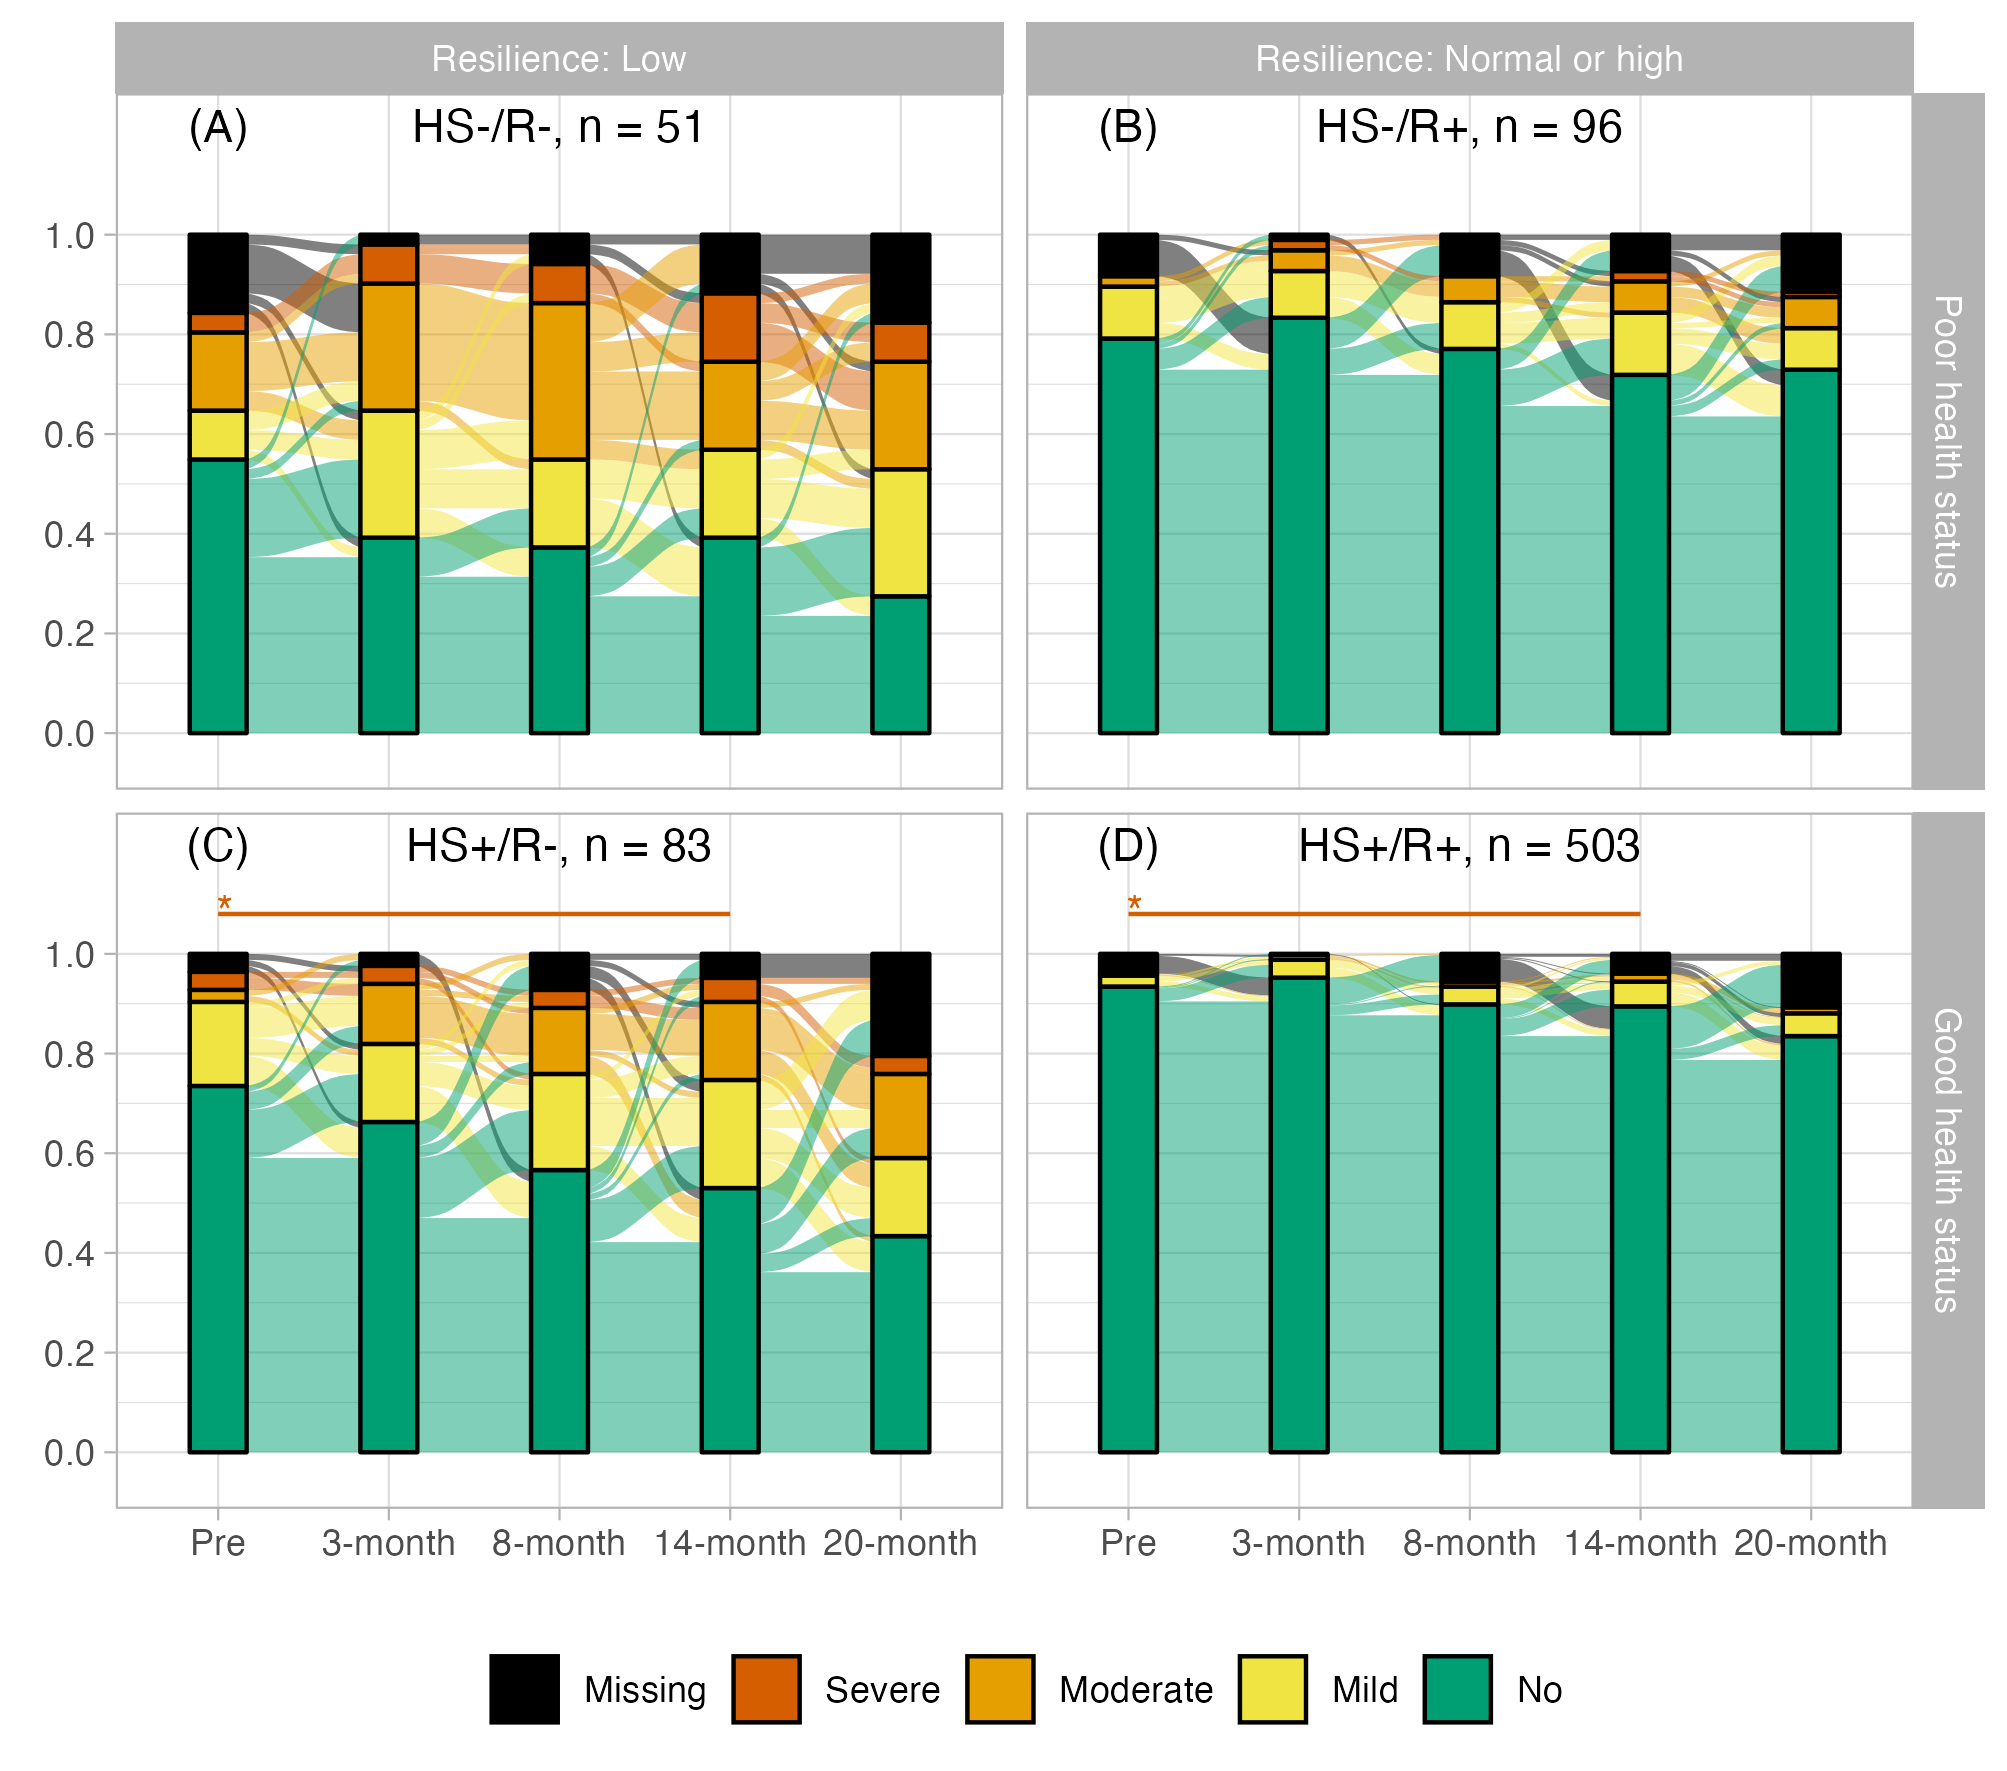 Resilience: Low
Resilience: Normal or high
(A) HS-/R-, n = 51
(B) HS-/R+, n = 96
1.0
0.8
0.6
0.4
0.2
0.0
Poor health status
(C) HS+/R-, n = 83
(D) HS+/R+, n = 503
*
*
1.0
0.8
0.6
0.4
0.2
0.0
Good health status
Pre 3-month 8-month 14-month 20-month
Pre 3-month 8-month 14-month 20-month
Missing Severe Moderate Mild No